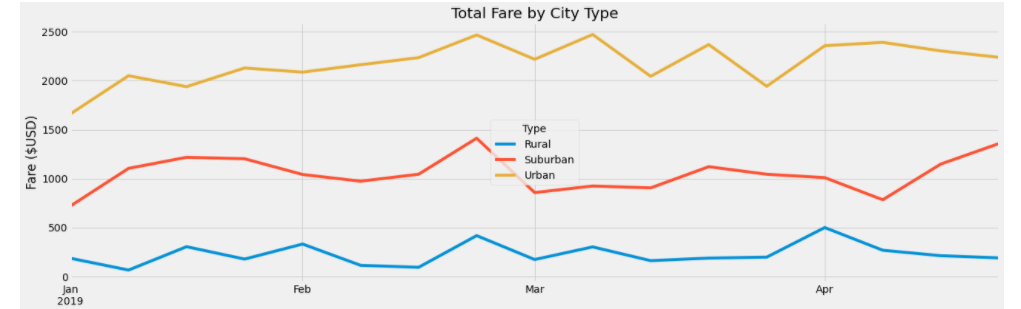 Total Fare by City Type
Fare ($USD)
2500
2000
1500
1000
500
0
Type
Rural
Suburban
Urban
Jan Feb Mar Apr
2019